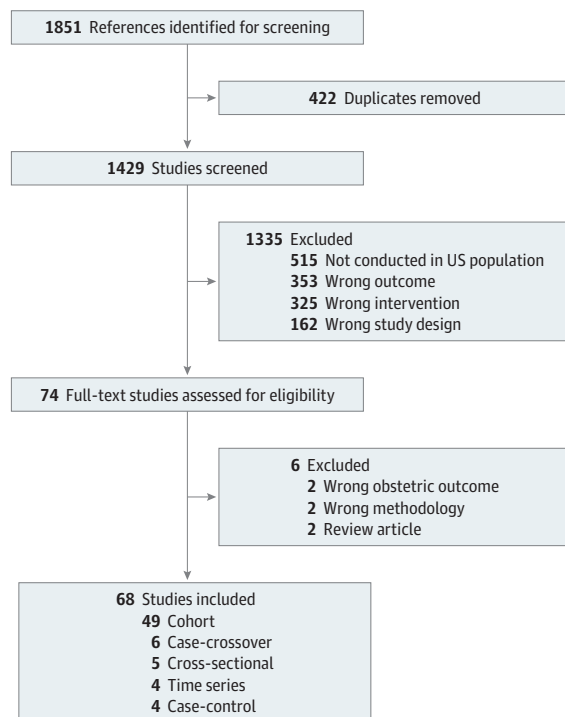 1851 References identified for screening
422 Duplicates removed
1429 Studies screened
1335 Excluded
515 Not conducted in US population
353 Wrong outcome
325 Wrong intervention
162 Wrong study design
74 Full-text studies assessed for eligibility
6 Excluded
2 Wrong obstetric outcome
2 Wrong methodology
2 Review article
68 Studies included
49 Cohort
6 Case-crossover
5 Cross-sectional
4 Time series
4 Case-control